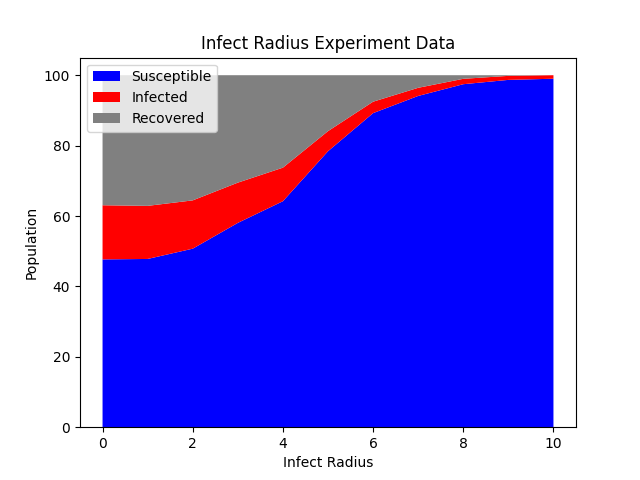 Infect Radius Experiment Data
Susceptible
Infected
Recovered
100
80
60
40
20
0
Population
0 2 4 6 8 10
Infect Radius